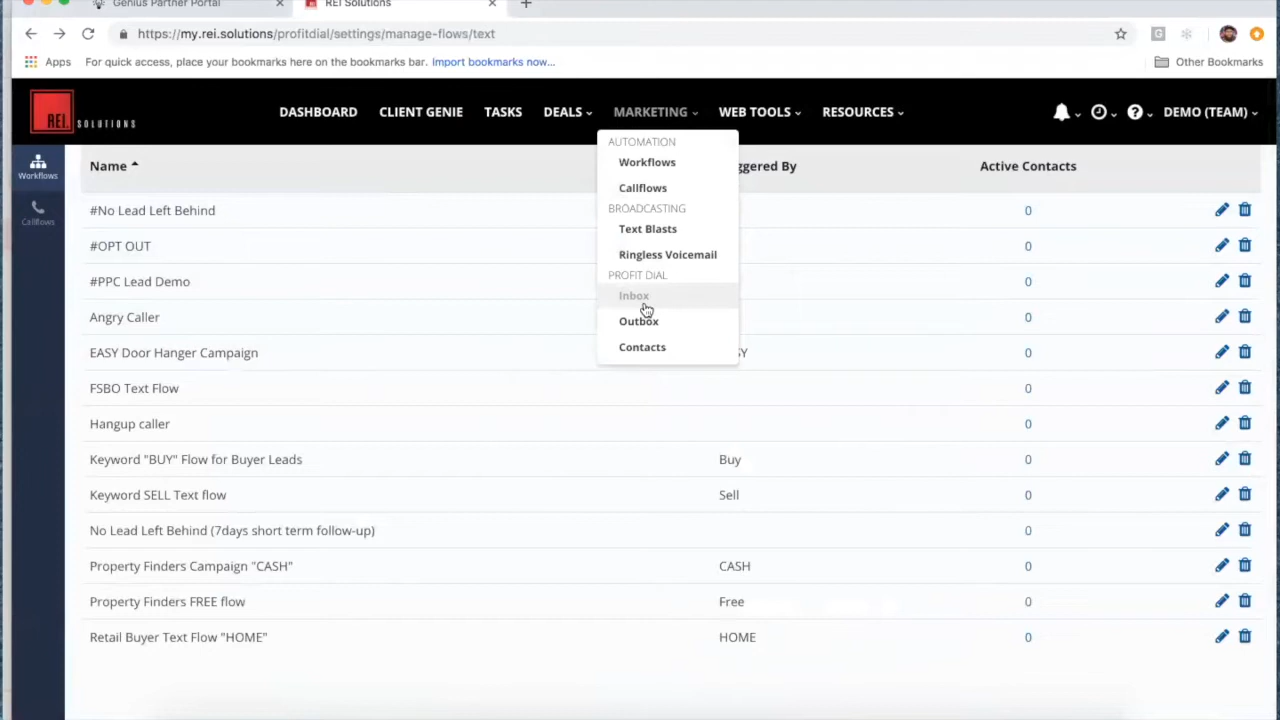 Genius Partner Portal
REI Solutions
https://my.rei.solutions/profitdial/settings/manage-flows/text
Apps For quick access, place your bookmarks here on the bookmarks bar. Import bookmarks now... Other Bookmarks
REI SOLUTIONS
DASHBOARD CLIENT GENIE TASKS DEALS MARKETING WEB TOOLS RESOURCES DEMO (TEAM)
Workflows
Callflows
Name ggered By Active Contacts
AUTOMATION
Workflows
Callflows
BROADCASTING
Text Blasts
Ringless Voicemail
PROFIT DIAL
Inbox
Outbox
Contacts
#No Lead Left Behind 0
#OPT OUT 0
#PPC Lead Demo 0
Angry Caller 0
EASY Door Hanger Campaign SY 0
FSBO Text Flow 0
Hangup caller 0
Keyword "BUY" Flow for Buyer Leads Buy 0
Keyword SELL Text flow Sell 0
No Lead Left Behind (7days short term follow-up) 0
Property Finders Campaign "CASH" CASH 0
Property Finders FREE flow Free 0
Retail Buyer Text Flow "HOME" HOME 0